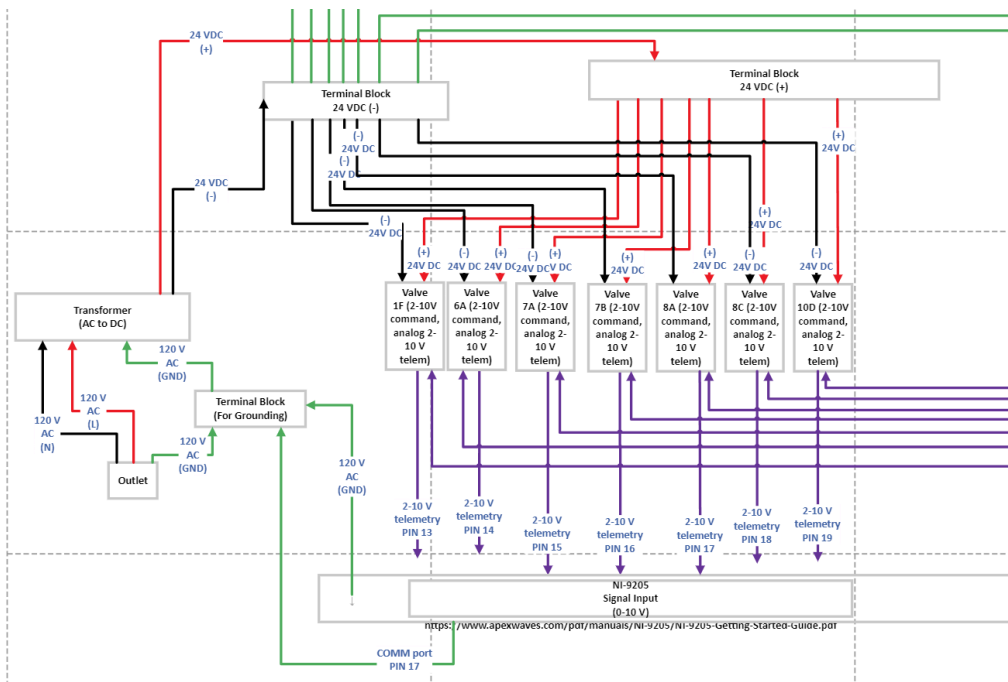 24 VDC
(+)
Terminal Block
24 VDC (-)
Terminal Block
24 VDC (+)
(-)
24V DC
(-)
24V DC
(+)
24V DC
24 VDC
(-)
(-)
24V DC
(+)
24V DC
(+)
24V DC
(-)
24V DC
(+)
24V DC
(-)
24V DC
(+)
24V DC
(+)
24V DC
(+)
24V DC
(-)
24V DC
(-)
24V DC
Transformer
(AC to DC)
Valve
1F (2-10V
command,
analog 2-
10 V
telem)
Valve
6A (2-10V
command,
analog 2-
10 V
telem)
Valve
7A (2-10V
command,
analog 2-
10 V
telem)
Valve
7B (2-10V
command,
analog 2-
10 V
telem)
Valve
8A (2-10V
command,
analog 2-
10 V
telem)
Valve
8C (2-10V
command,
analog 2-
10 V
telem)
Valve
10D (2-10V
command,
analog 2-
10 V
telem)
120 V
AC
(GND)
Terminal Block
(For Grounding)
120 V
AC
(L)
120 V
AC
(N)
120 V
AC
(GND)
Outlet
120 V
AC
(GND)
2-10 V
telemetry
PIN 13
2-10 V
telemetry
PIN 14
2-10 V
telemetry
PIN 15
2-10 V
telemetry
PIN 16
2-10 V
telemetry
PIN 17
2-10 V
telemetry
PIN 18
2-10 V
telemetry
PIN 19
NI-9205
Signal Input
(0-10 V)
https://www.apexwaves.com/pdf/manuals/NI-9205/NI-9205-Getting-Started-Guide.pdf
COMM port
PIN 17